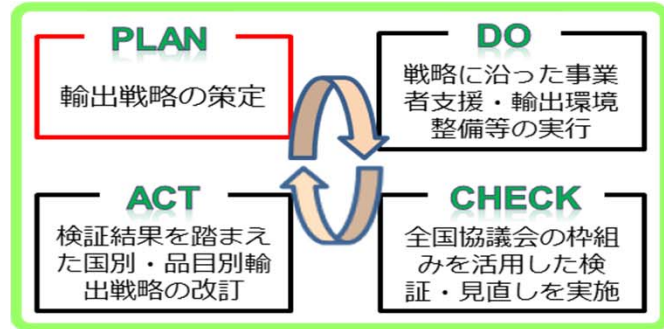 PLAN
輸出戦略の策定
DO
戦略に沿った事業
者支援・輸出環境
整備等の実行
ACT
検証結果を踏まえ
た国別・品目別輸
出戦略の改訂
CHECK
全国協議会の枠組
みを活用した検
証・見直しを実施